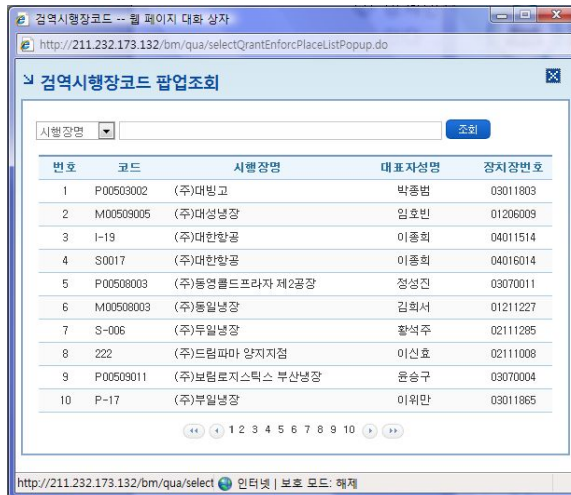 검역시행장코드 -- 웹 페이지 대화 상자
http://211.232.173.132/bm/qua/selectQrantEnforcPlaceListPopup.do
검역시행장코드 팝업조회
시행장명 조회
번호 코드 시행장명 대표자성명 장치장번호
1 P00503002 (주)대빙고 박종범 03011803
2 M00509005 (주)대성냉장 임호빈 01206009
3 I-19 (주)대한항공 이종희 04011514
4 S0017 (주)대한항공 이종희 04016014
5 P00508003 (주)동영콜드프라자 제2공장 정성진 03070011
6 M00508003 (주)동일냉장 김희서 01211227
7 S-006 (주)두일냉장 황석주 02111285
8 222 (주)드림파마 양지지점 이신효 02111008
9 P00509011 (주)보림로지스틱스 부산냉장 윤승구 03070004
10 P-17 (주)부일냉장 이위만 03011865
1 2 3 4 5 6 7 8 9 10
http://211.232.173.132/bm/qua/select 인터넷 | 보호 모드: 해제